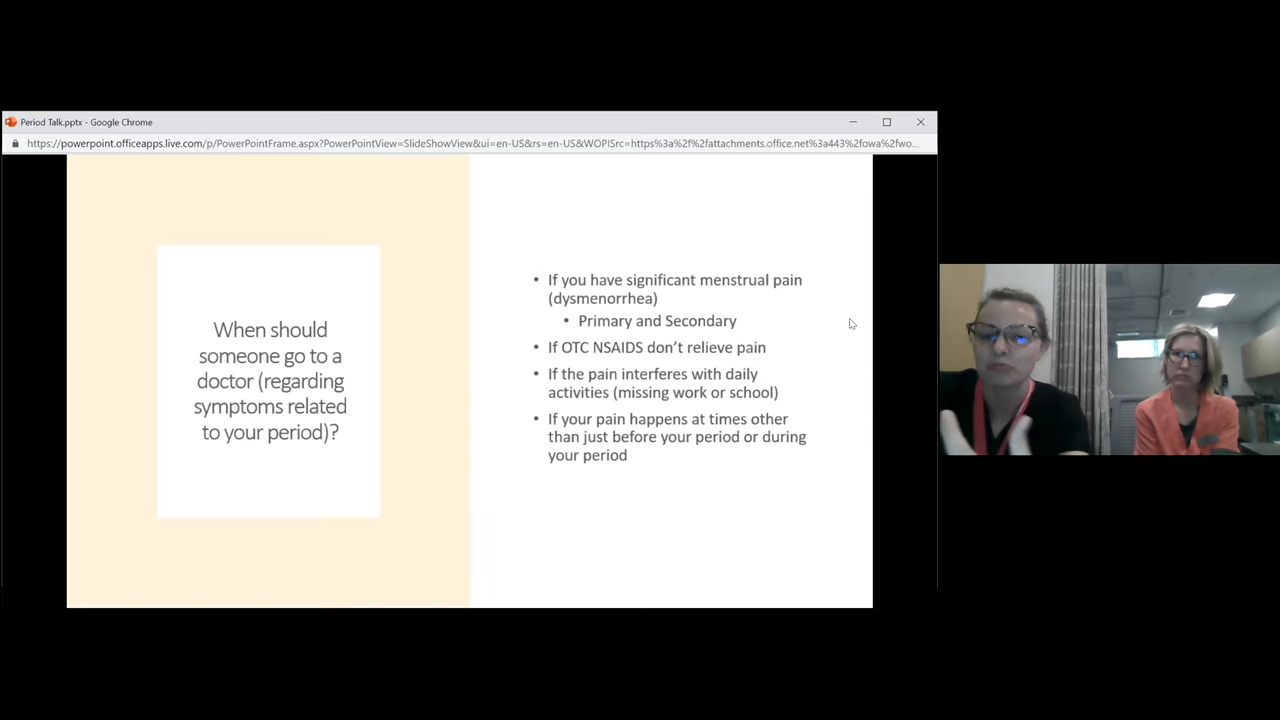 Period Talk.pptx - Google Chrome
https://powerpoint.officeapps.live.com/p/PowerPointFrame.aspx?PowerPointView=SlideShowView&ui=en-US&rs=en-US&WOPISrc=https%3a%2f%2fattachments.office.net%3a443%2fowa%2fwo...
When should
someone go to a
doctor (regarding
symptoms related
to your period)?
• If you have significant menstrual pain
(dysmenorrhea)
• Primary and Secondary
• If OTC NSAIDS don’t relieve pain
• If the pain interferes with daily
activities (missing work or school)
• If your pain happens at times other
than just before your period or during
your period